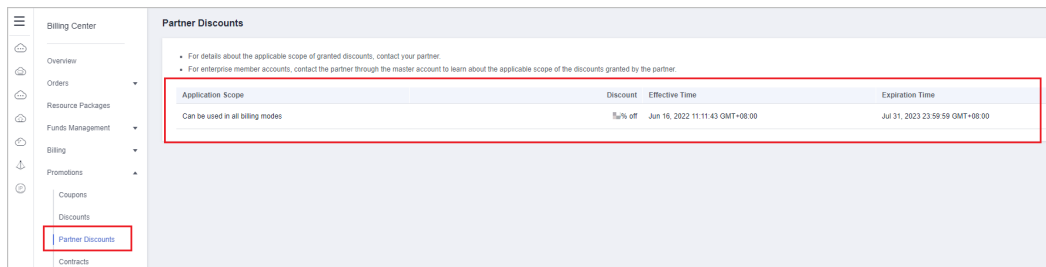 Billing Center
Overview
Orders
Resource Packages
Funds Management
Billing
Promotions
Coupons
Discounts
Partner Discounts
Contracts
Partner Discounts
• For details about the applicable scope of granted discounts, contact your partner.
• For enterprise member accounts, contact the partner through the master account to learn about the applicable scope of the discounts granted by the partner.
Application Scope Discount Effective Time Expiration Time
Can be used in all billing modes % off Jun 16, 2022 11:11:43 GMT+08:00 Jul 31, 2023 23:59:59 GMT+08:00